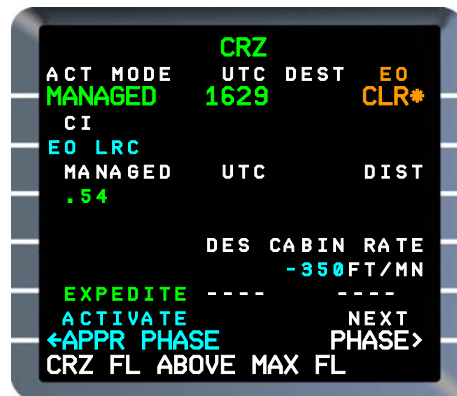 CRZ
ACT MODE UTC DEST EO
MANAGED 1629 CLR*
CI
EO LRC
MANAGED UTC DIST
.54
DES CABIN RATE
-350FT/MN
EXPEDITE ---- ----
ACTIVATE NEXT
←APPR PHASE PHASE>
CRZ FL ABOVE MAX FL